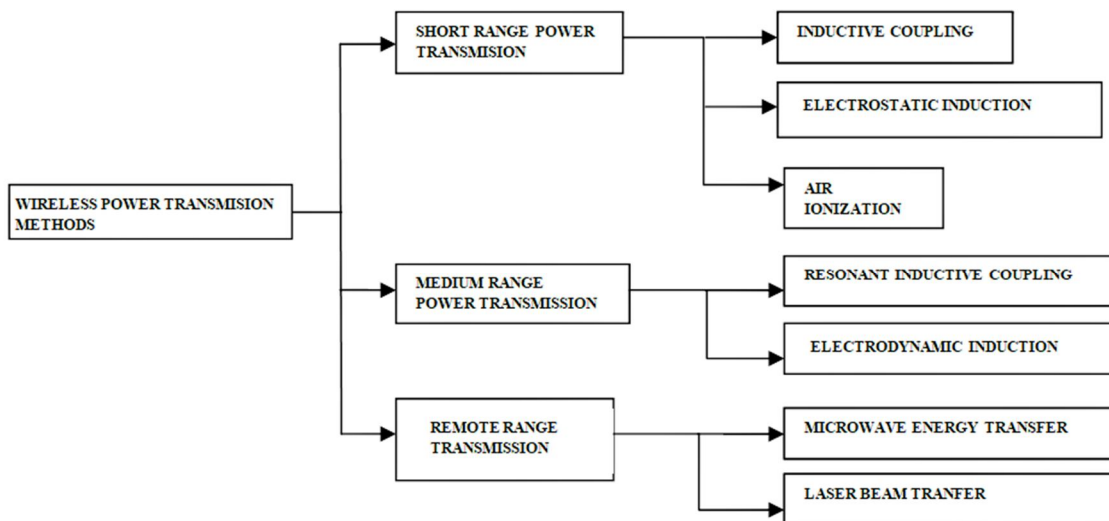 SHORT RANGE POWER
TRANSMISION
INDUCTIVE COUPLING
ELECTROSTATIC INDUCTION
AIR
IONIZATION
WIRELESS POWER TRANSMISION
METHODS
MEDIUM RANGE
POWER TRANSMISSION
RESONANT INDUCTIVE COUPLING
ELECTRODYNAMIC INDUCTION
REMOTE RANGE
TRANSMISSION
MICROWAVE ENERGY TRANSFER
LASER BEAM TRANFER